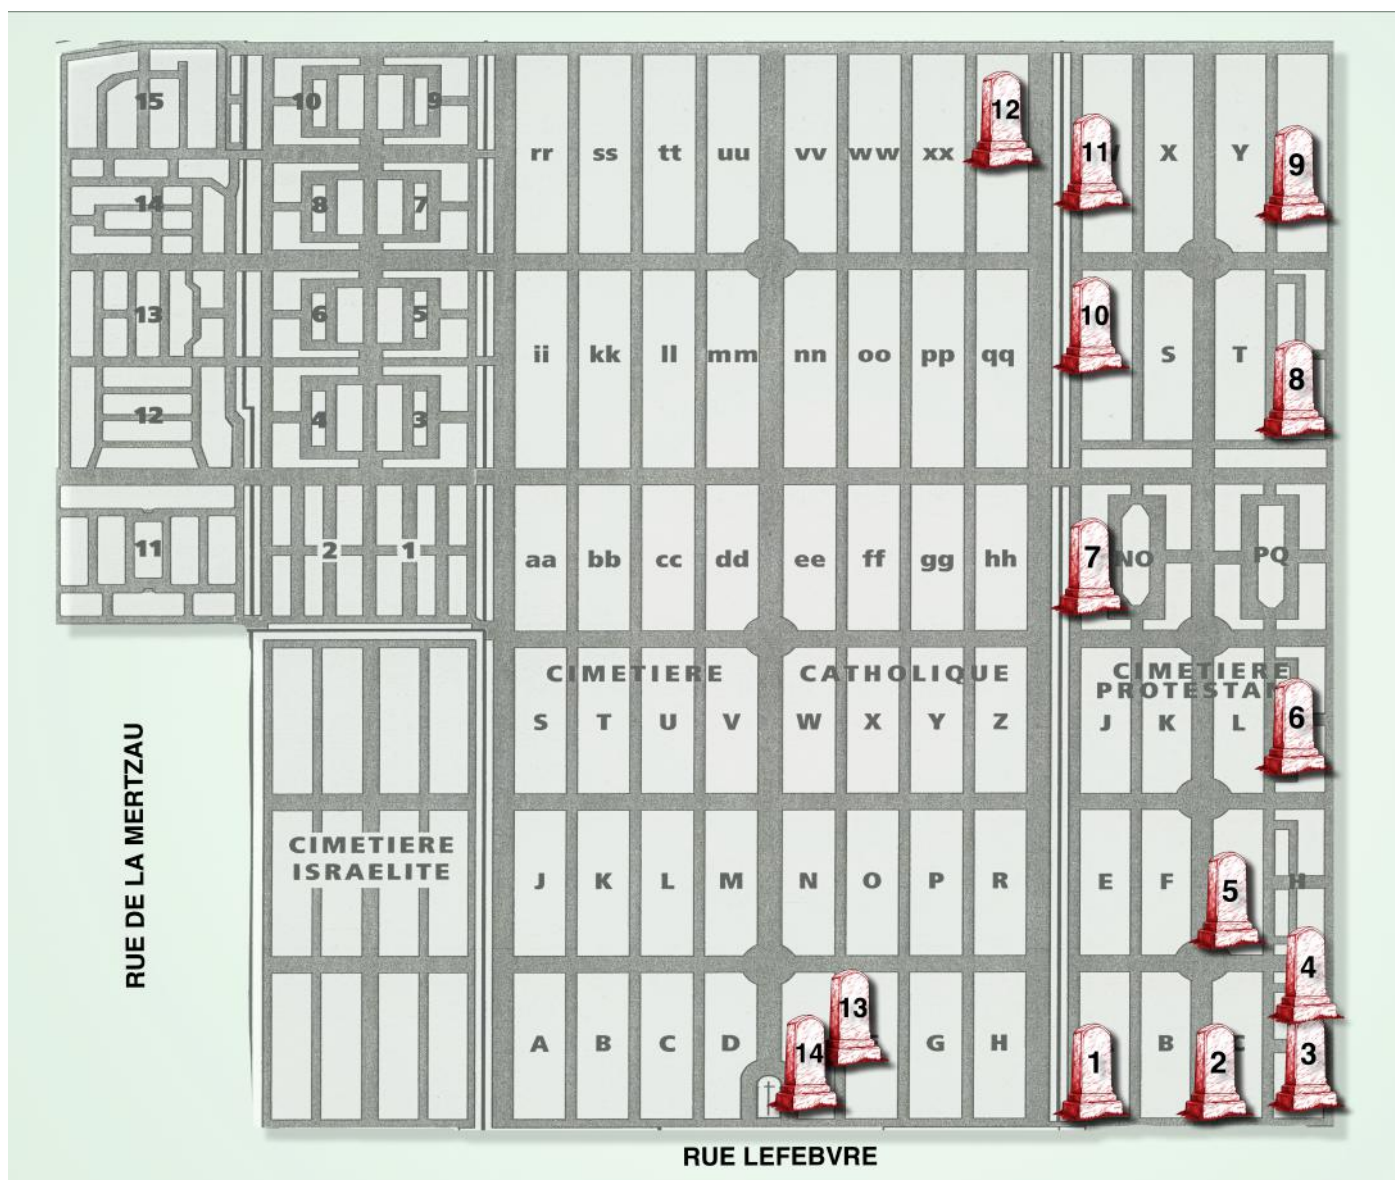 15 10 9
12
rr ss tt uu vv ww xx 11 X Y 9
14 8 7
13 6 5 10
ii kk ll mm nn oo pp qq S T 8
12 4 3
11 2 1
aa bb cc dd ee ff gg hh 7 NO PQ
CIMETIERE CATHOLIQUE CIMETIERE
PROTESTAN
S T U V W X Y Z J K L 6
RUE DE LA MERTZAU
CIMETIERE
ISRAELITE
J K L M N O P R E F 5 H
4
13
A B C D 14 G H 1 B 2 C 3
RUE LEFEBVRE